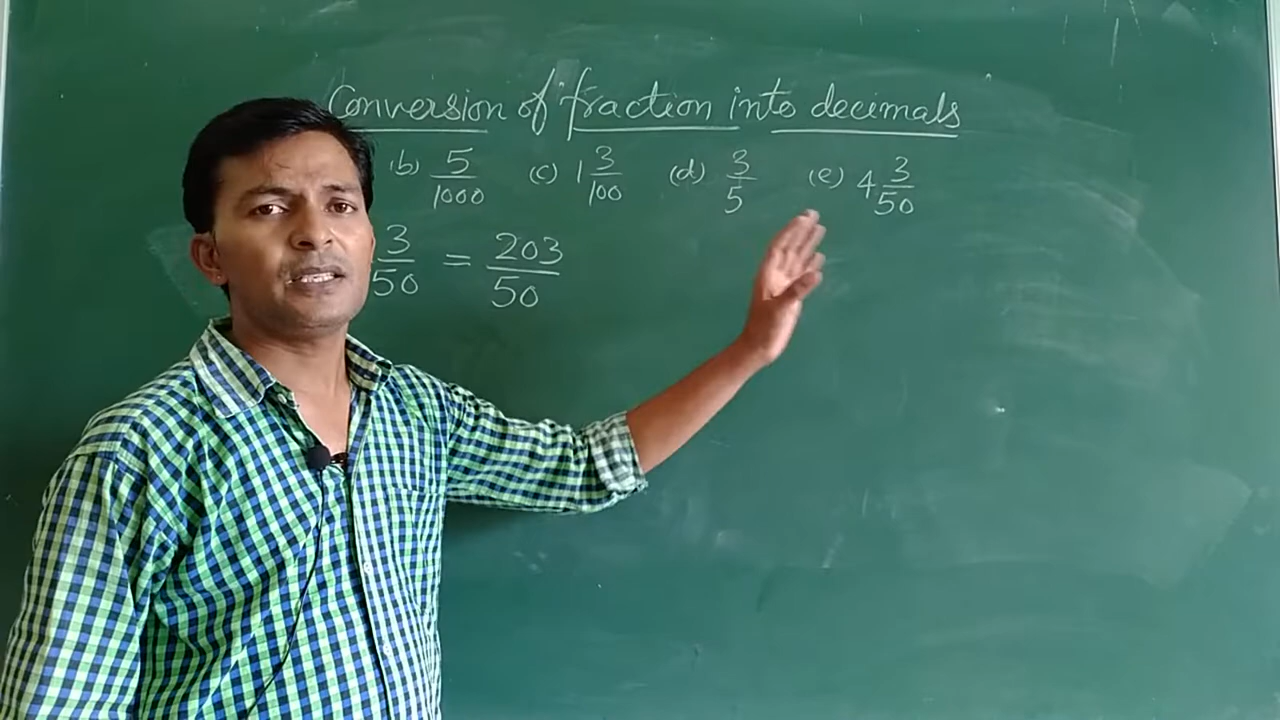 Conversion of fraction into decimals
(b) 5/1000 (c) 1 3/100 (d) 3/5 (e) 4 3/50
3/50 = 203/50